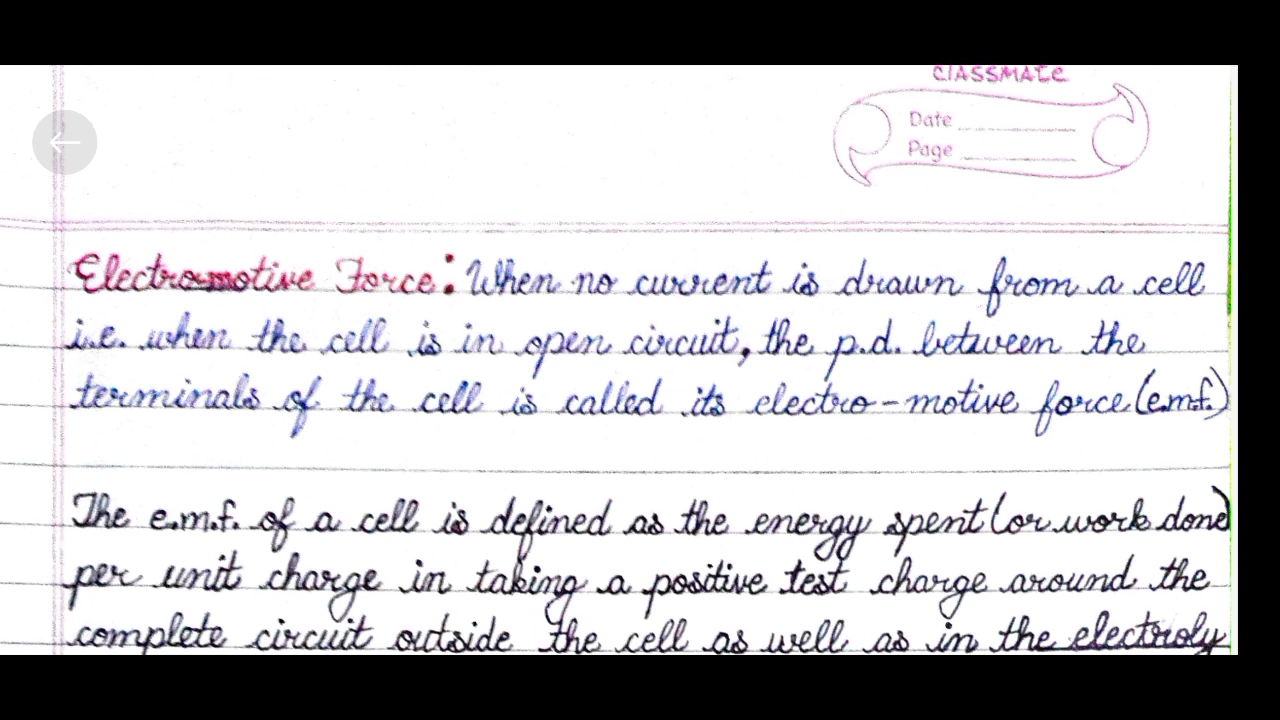 classmate
Date
Page
Electromotive Force: When no current is drawn from a cell
i.e. when the cell is in open circuit, the p.d. between the
terminals of the cell is called its electro-motive force (e.m.f.)
The e.m.f. of a cell is defined as the energy spent (or work done)
per unit charge in taking a positive test charge around the
complete circuit outside the cell as well as in the electroly